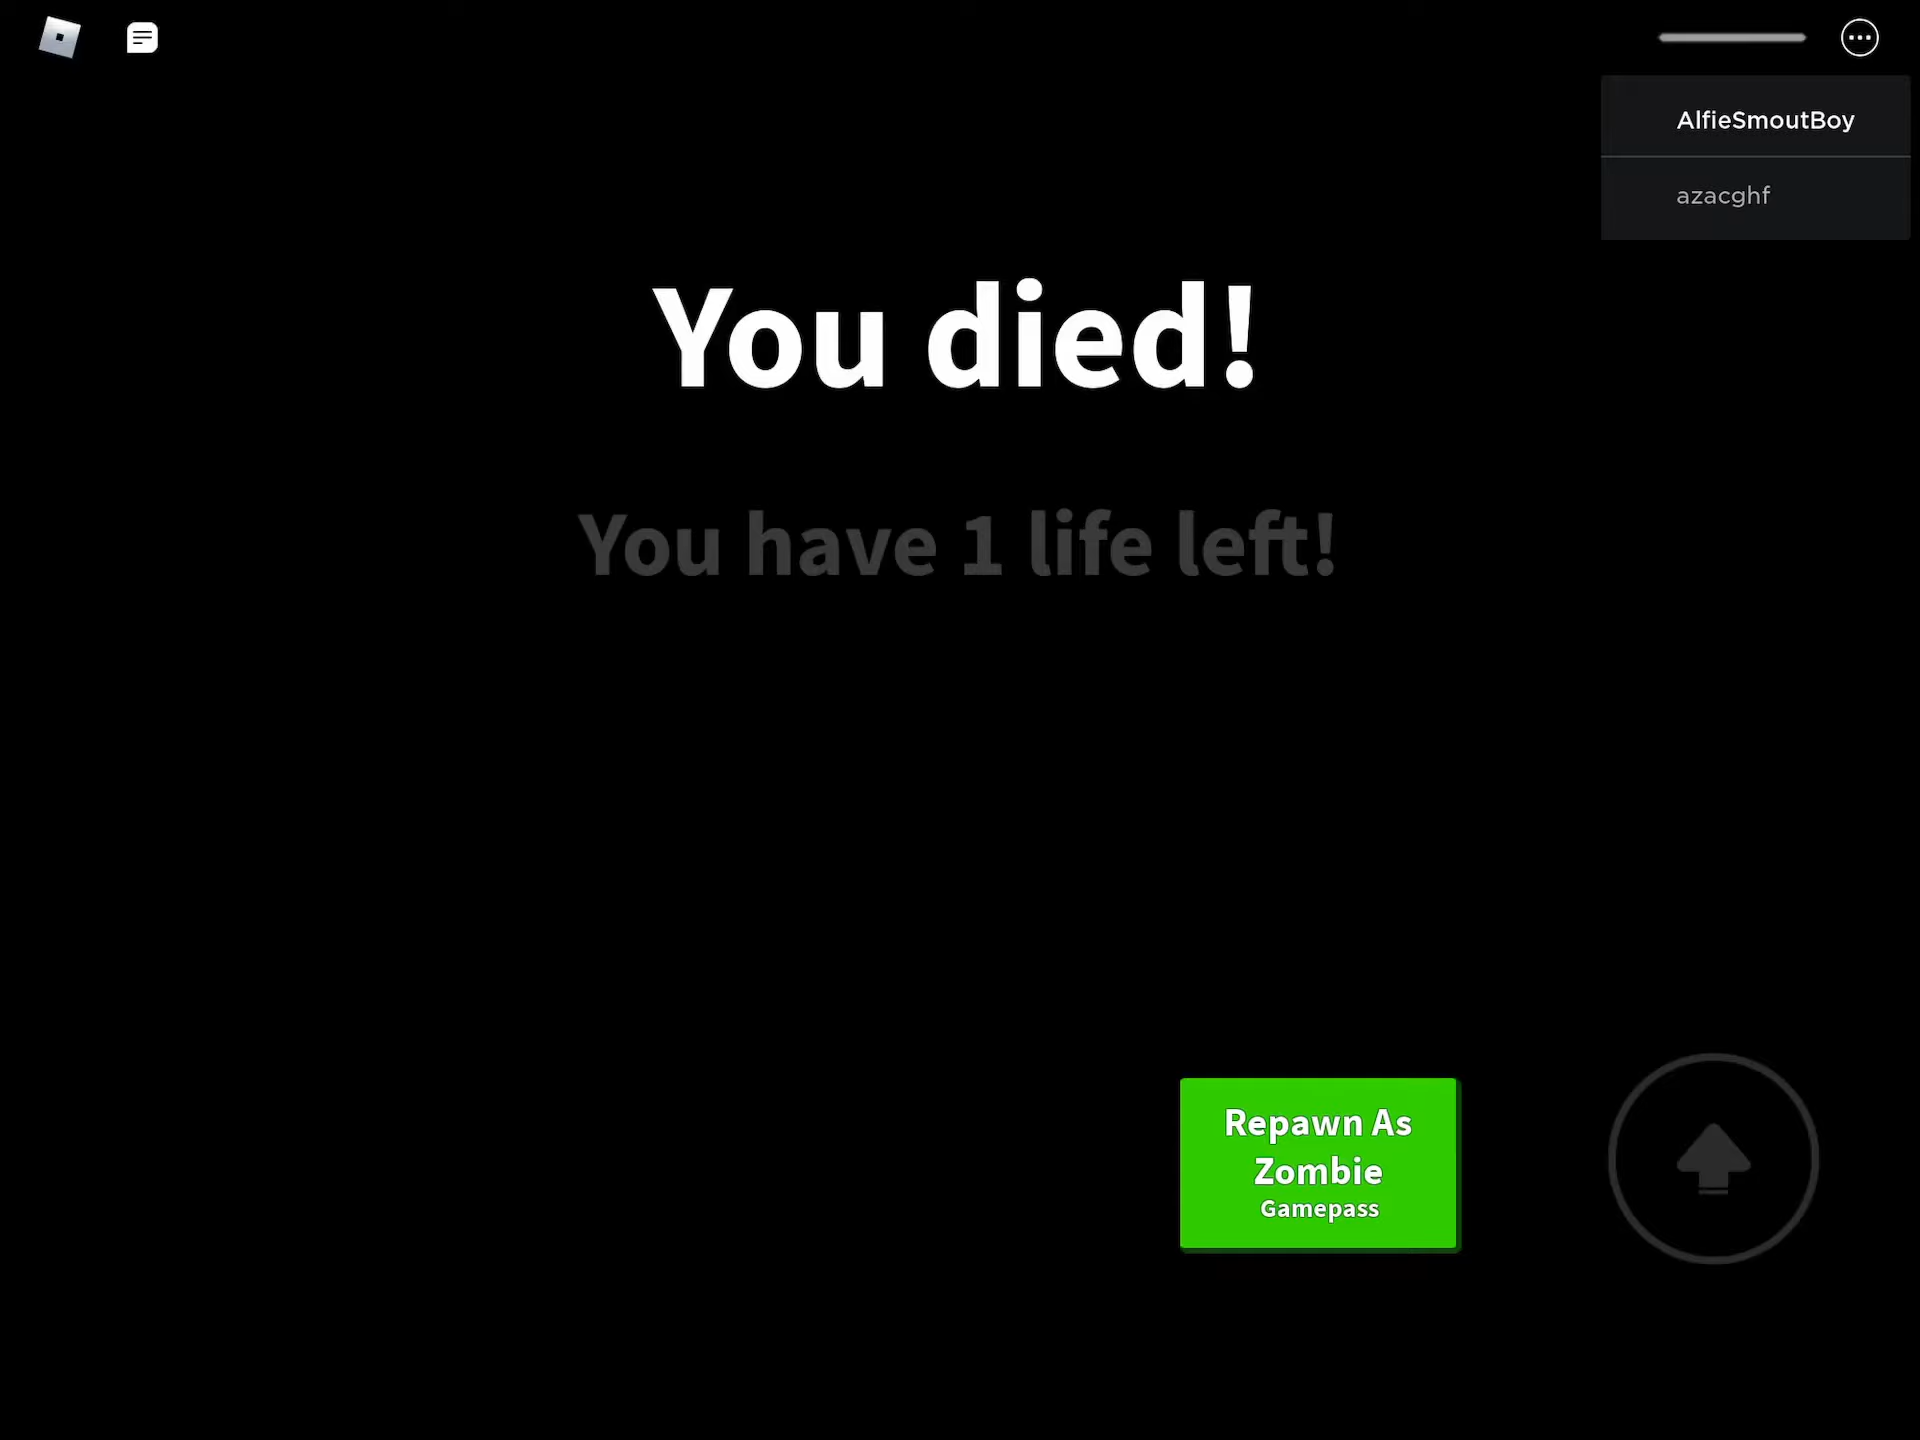 AlfieSmoutBoy
azacghf
You died!
You have 1 life left!
Repawn As
Zombie
Gamepass